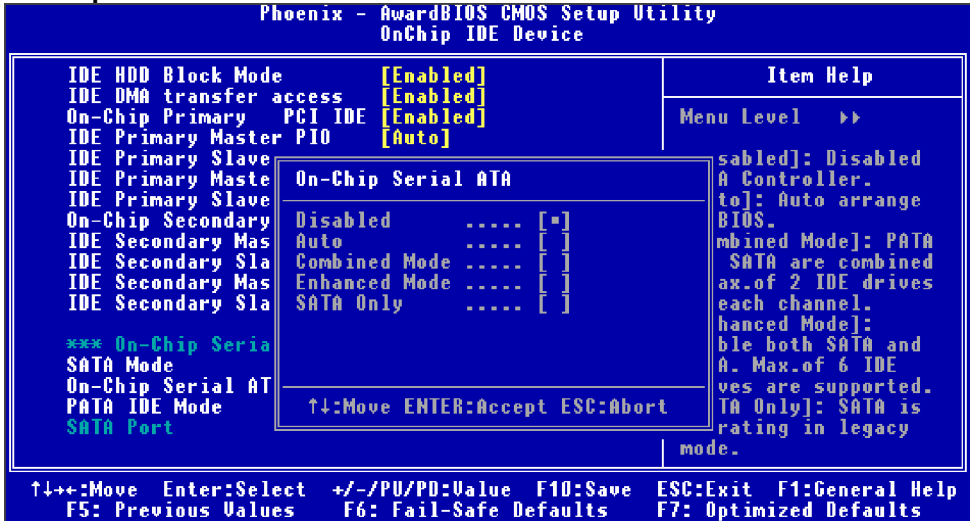 Phoenix - AwardBIOS CMOS Setup Utility
OnChip IDE Device
IDE HDD Block Mode [Enabled]
IDE DMA transfer access [Enabled]
On-Chip Primary PCI IDE [Enabled]
IDE Primary Master PIO [Auto]
IDE Primary Slave
IDE Primary Maste
IDE Primary Slave
On-Chip Secondary
IDE Secondary Mas
IDE Secondary Sla
IDE Secondary Mas
IDE Secondary Sla
*** On-Chip Seria
SATA Mode
On-Chip Serial AT
PATA IDE Mode
SATA Port
On-Chip Serial ATA
Disabled ..... [▪]
Auto ..... [ ]
Combined Mode ..... [ ]
Enhanced Mode ..... [ ]
SATA Only ..... [ ]
↑↓:Move ENTER:Accept ESC:Abort
Item Help
Menu Level ▸▸
sabled]: Disabled
A Controller.
to]: Auto arrange
BIOS.
mbined Mode]: PATA
SATA are combined
ax.of 2 IDE drives
each channel.
hanced Mode]:
ble both SATA and
A. Max.of 6 IDE
ves are supported.
TA Only]: SATA is
rating in legacy
mode.
↑↓→←:Move Enter:Select +/-/PU/PD:Value F10:Save ESC:Exit F1:General Help
F5: Previous Values F6: Fail-Safe Defaults F7: Optimized Defaults